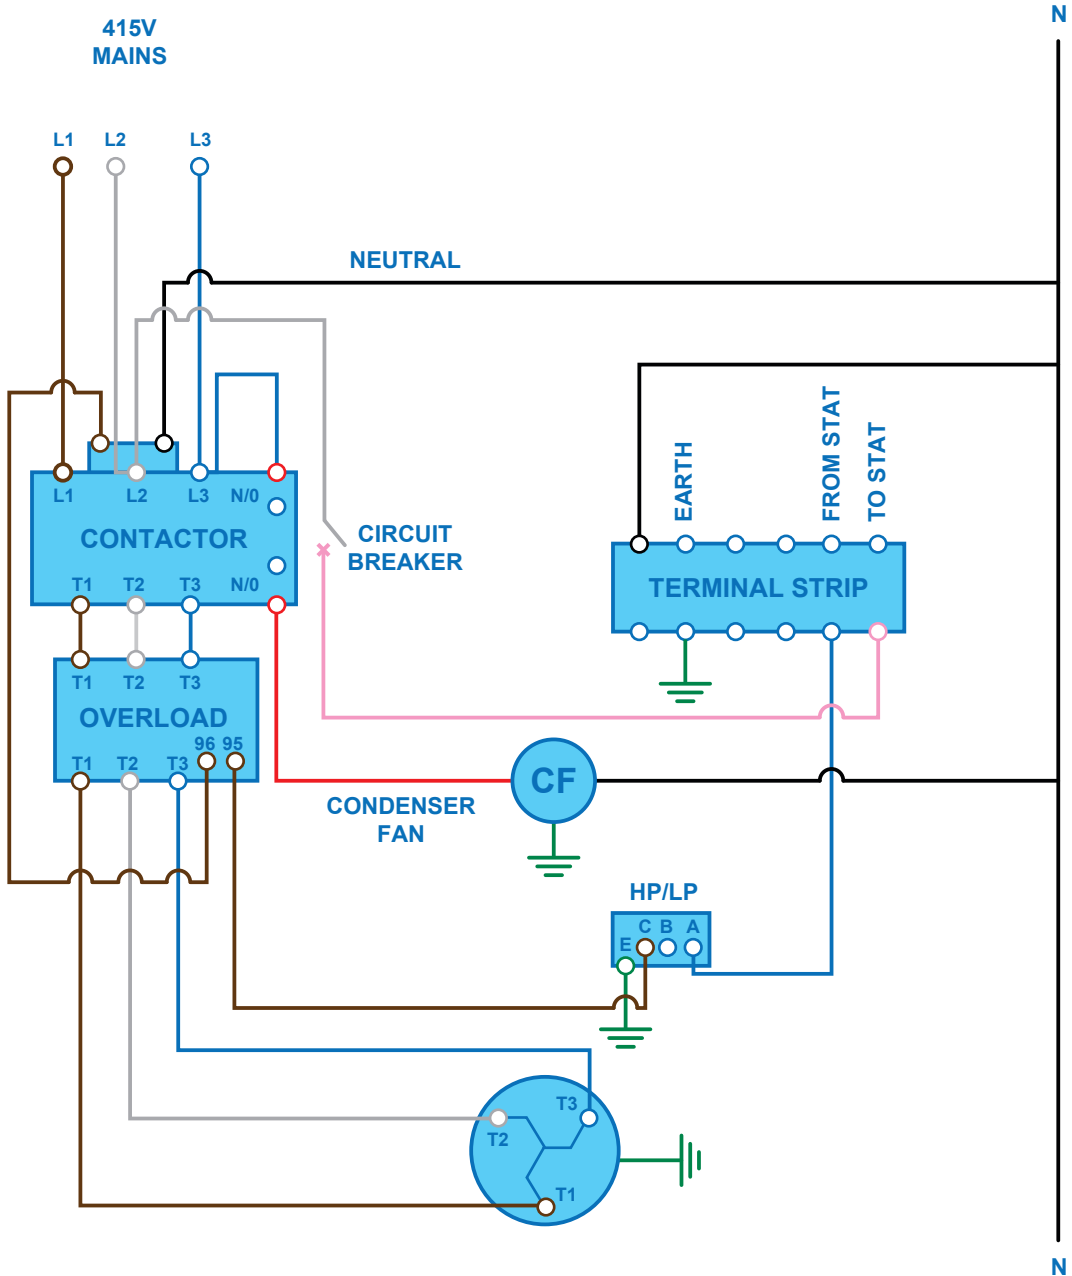 N
415V
MAINS
L1 L2 L3
NEUTRAL
EARTH
FROM STAT
TO STAT
L1 L2 L3 N/0
CONTACTOR
CIRCUIT
BREAKER
T1 T2 T3 N/0
TERMINAL STRIP
T1 T2 T3
OVERLOAD
96 95
T1 T2 T3
CF
CONDENSER
FAN
HP/LP
E C B A
T3
T2
T1
N